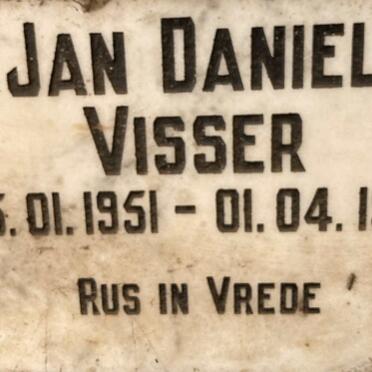 JAN DANIEL
VISSER
.01.1951 - 01.04.
RUS IN VREDE